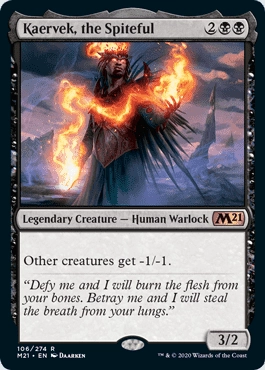 Kaervek, the Spiteful 2
Legendary Creature — Human Warlock M21
Other creatures get -1/-1.
"Defy me and I will burn the flesh from
your bones. Betray me and I will steal
the breath from your lungs."
3/2
106/274 R
M21 • EN DAARKEN ™ & © 2020 Wizards of the Coast